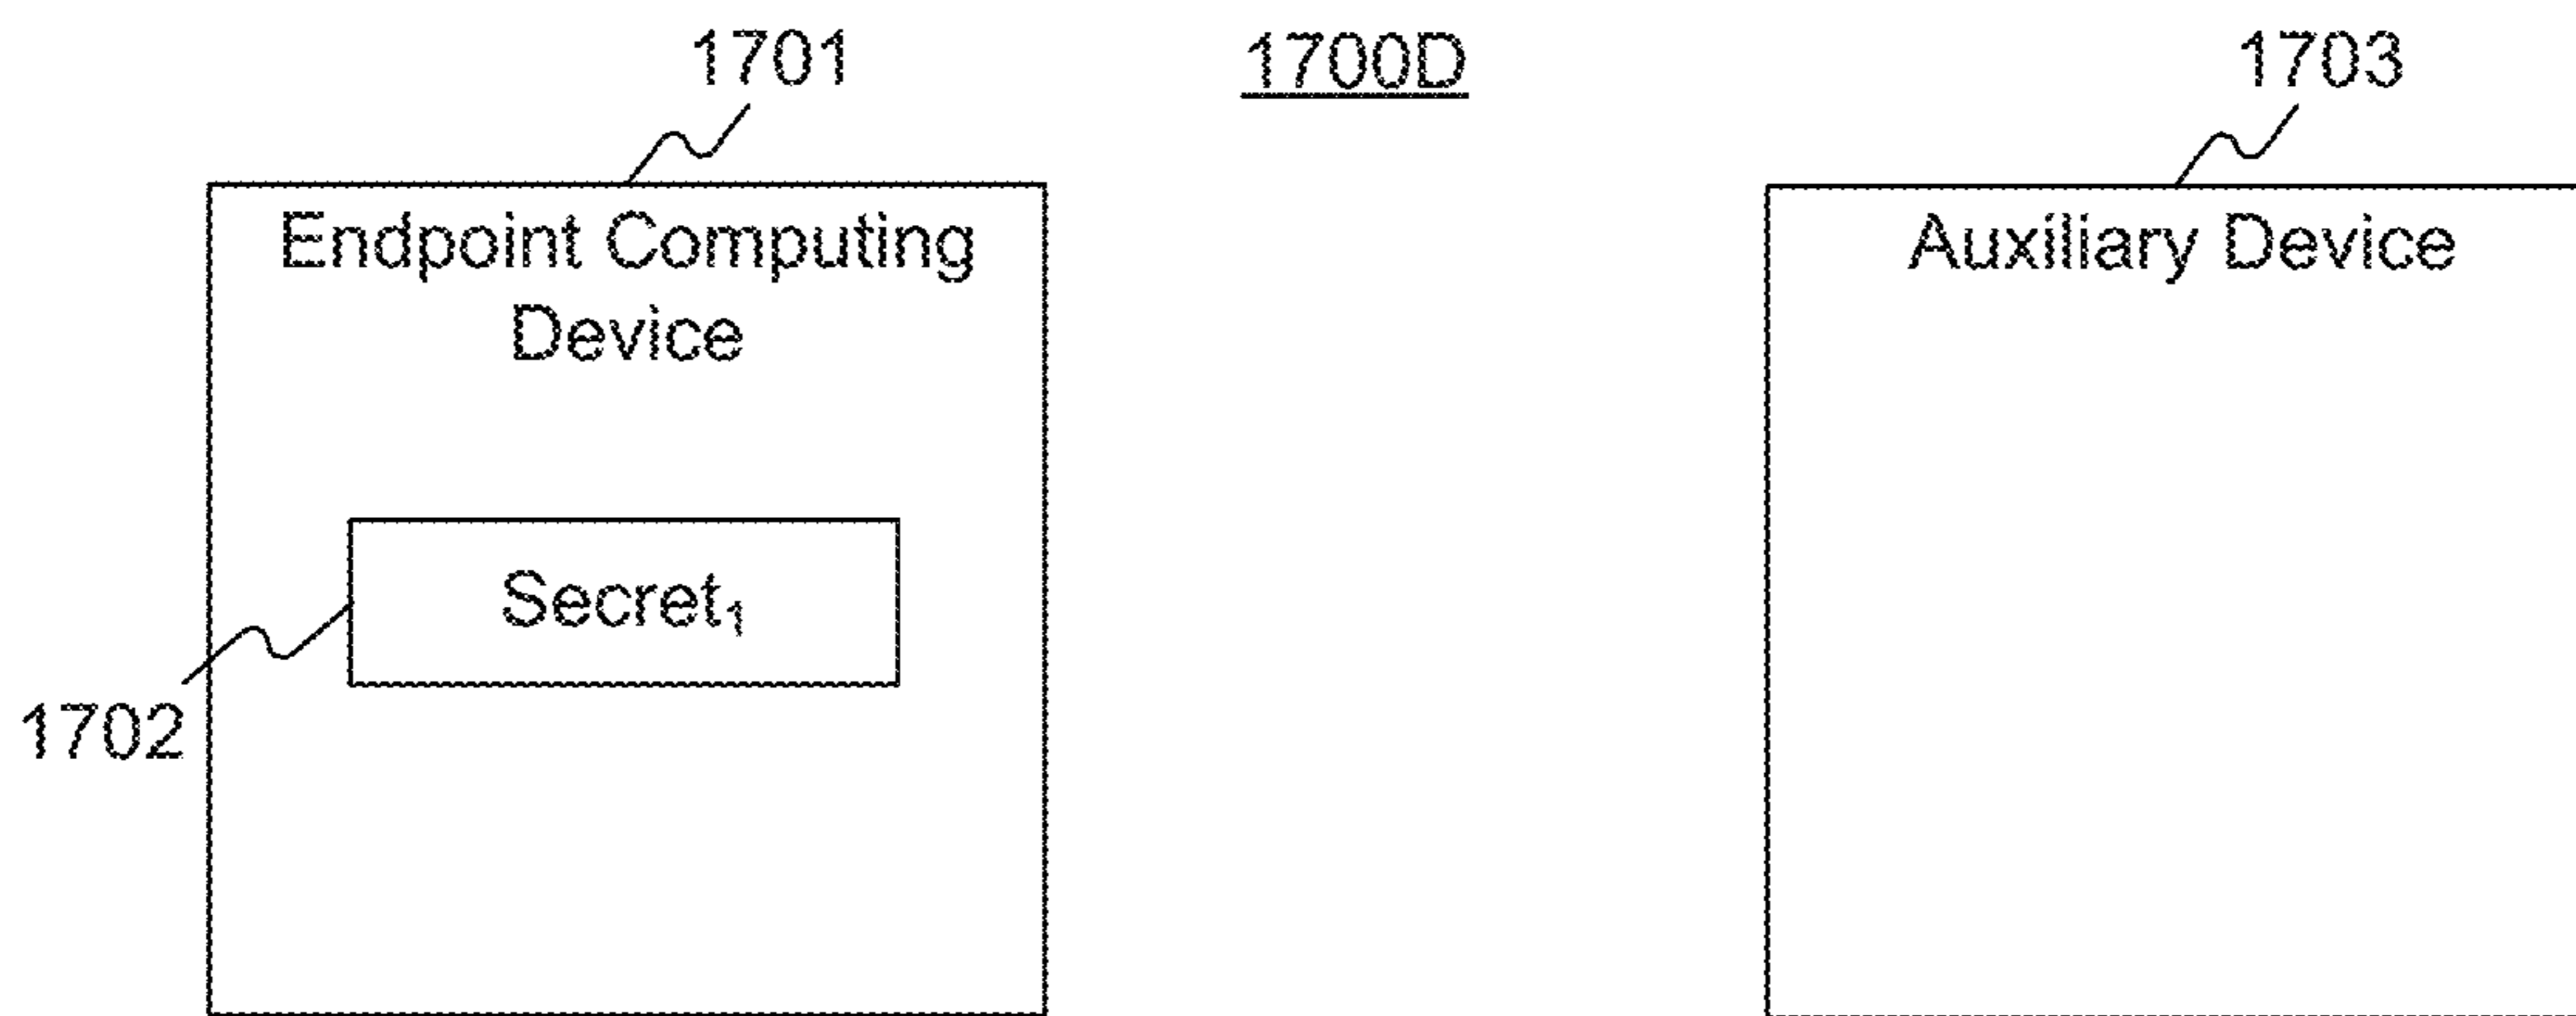 1701
1700D
1703
Endpoint Computing
Device
Auxiliary Device
Secret₁
1702